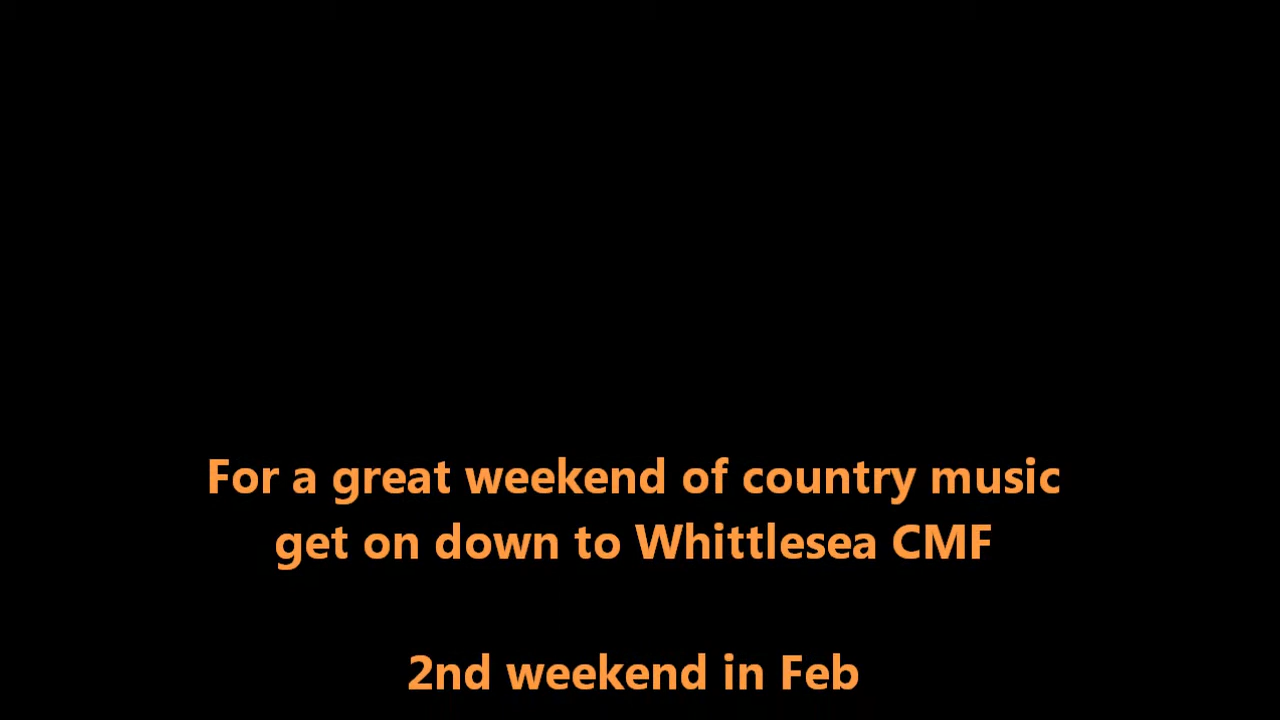 For a great weekend of country music
get on down to Whittlesea CMF
2nd weekend in Feb